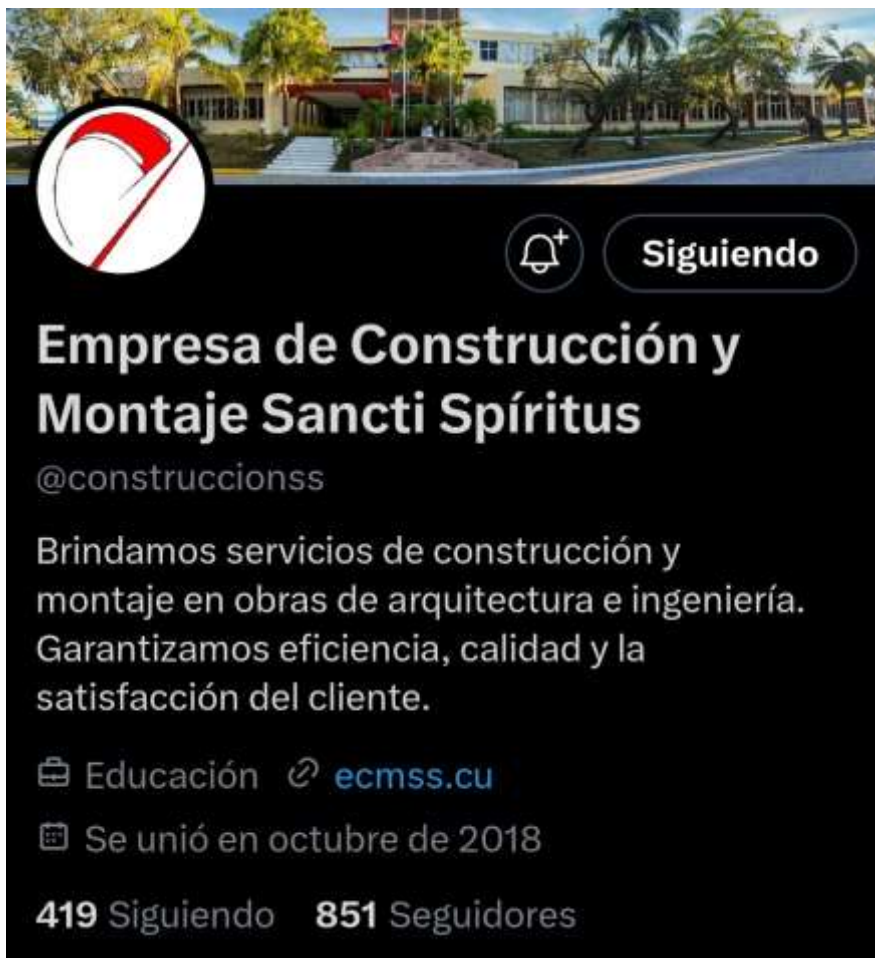 Siguiendo
Empresa de Construcción y
Montaje Sancti Spíritus
@construccionss
Brindamos servicios de construcción y
montaje en obras de arquitectura e ingeniería.
Garantizamos eficiencia, calidad y la
satisfacción del cliente.
Educación ecmss.cu
Se unió en octubre de 2018
419 Siguiendo 851 Seguidores